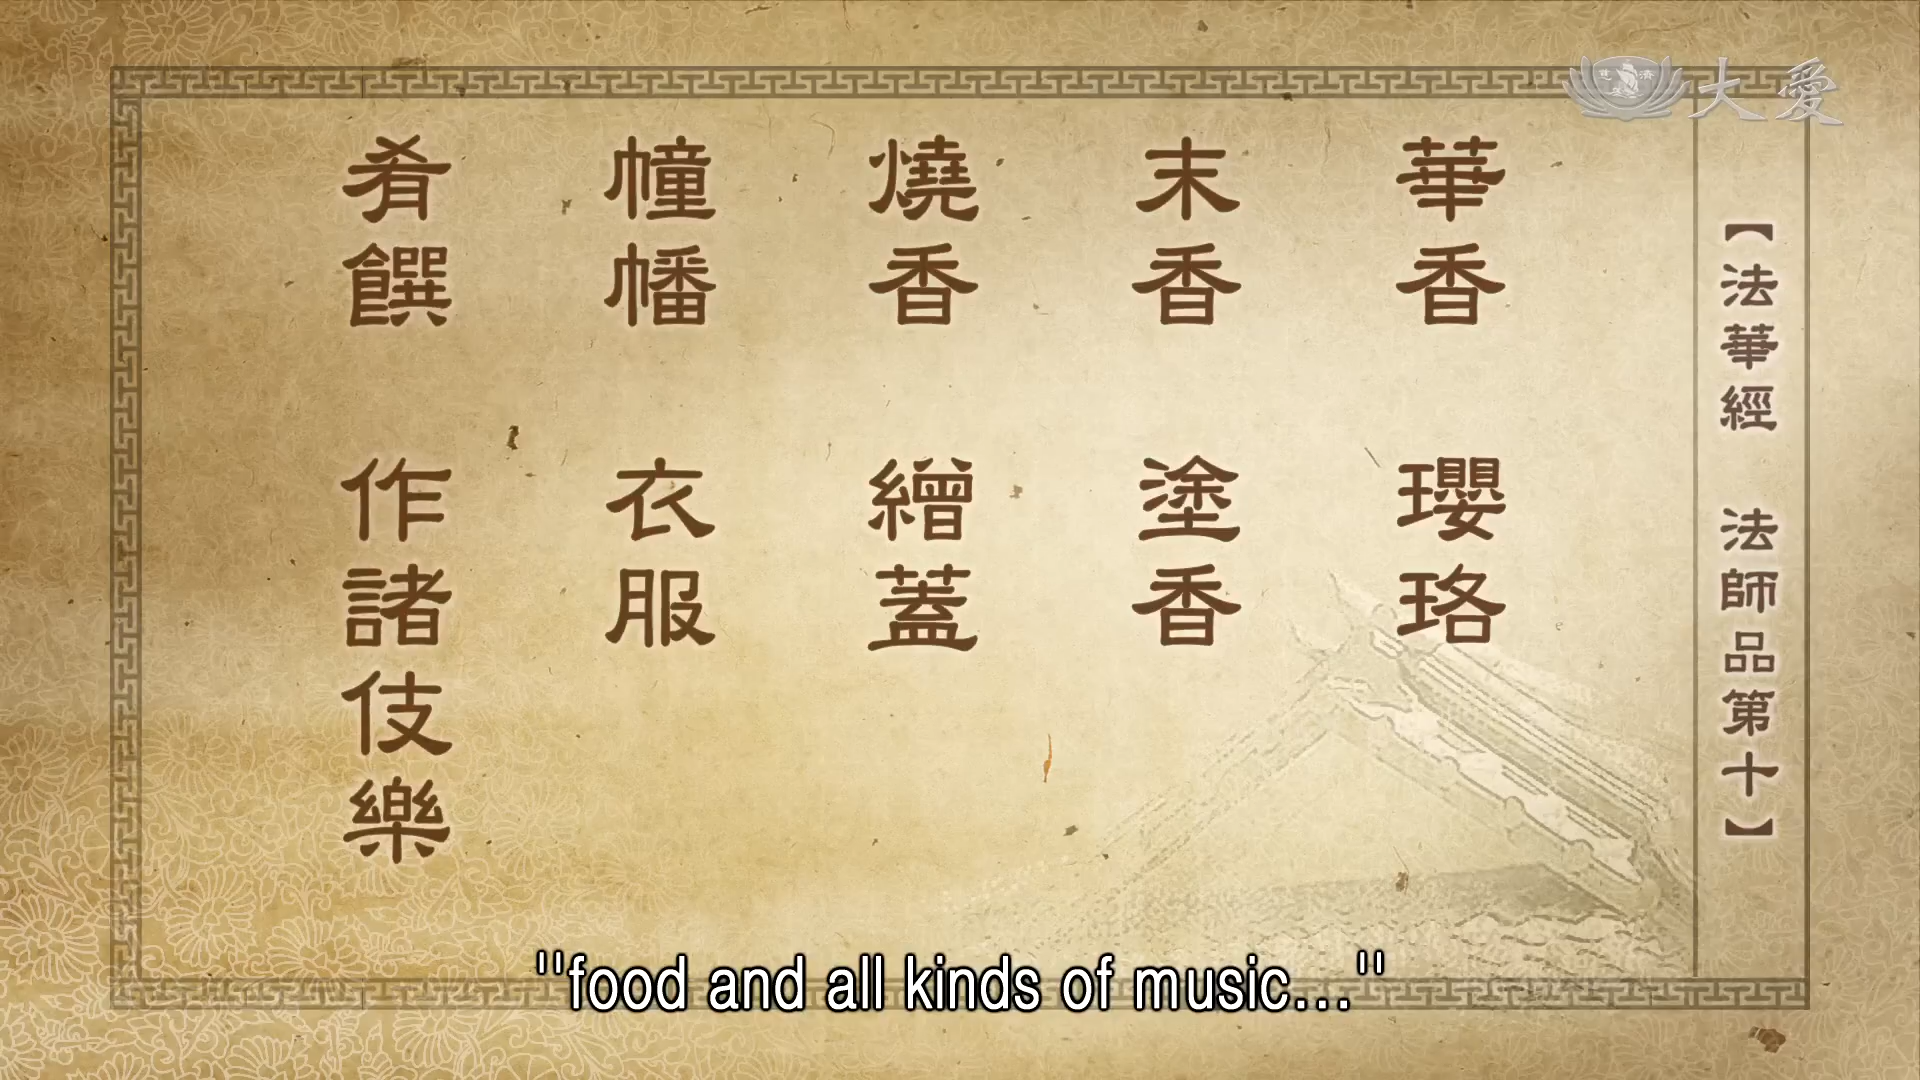 大愛
慈濟
【法華經 法師品第十】
華香 瓔珞
末香 塗香
燒香 繒蓋
幢幡 衣服
肴饌 作諸伎樂
"food and all kinds of music..."